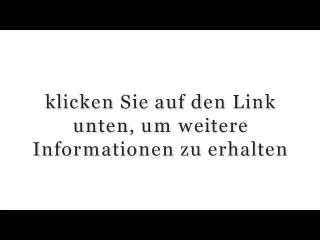 klicken Sie auf den Link
unten, um weitere
Informationen zu erhalten